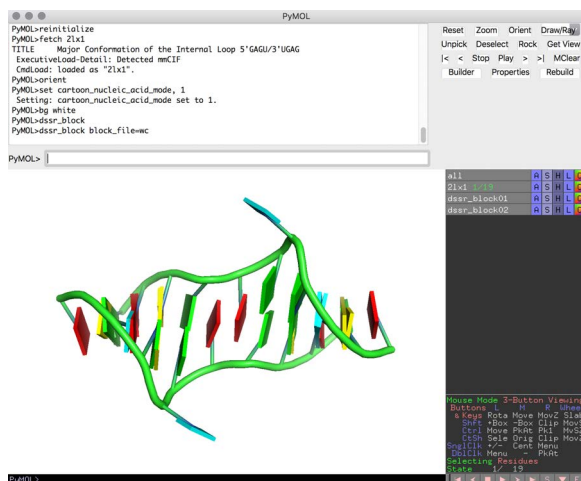 PyMOL
PyMOL>reinitialize
PyMOL>fetch 2lx1
TITLE Major Conformation of the Internal Loop 5'GAGU/3'UGAG
ExecutiveLoad-Detail: Detected mmCIF
CmdLoad: loaded as "2lx1".
PyMOL>orient
PyMOL>set cartoon_nucleic_acid_mode, 1
Setting: cartoon_nucleic_acid_mode set to 1.
PyMOL>bg white
PyMOL>dssr_block
PyMOL>dssr_block block_file=wc
PyMOL>
Reset Zoom Orient Draw/Ray
Unpick Deselect Rock Get View
|< < Stop Play > >| MClear
Builder Properties Rebuild
all A S H L C
2lx1 1/19 A S H L C
dssr_block01 A S H L C
dssr_block02 A S H L C
Mouse Mode 3-Button Viewing
Buttons L M R Whee
& Keys Rota Move MovZ Slab
Shft +Box -Box Clip MovS
Ctrl Move PkAt Pk1 MvSZ
CtSh Sele Orig Clip MovZ
SnglClk +/- Cent Menu
DblClk Menu - PkAt
Selecting Residues
State 1/ 19
PyMOL>